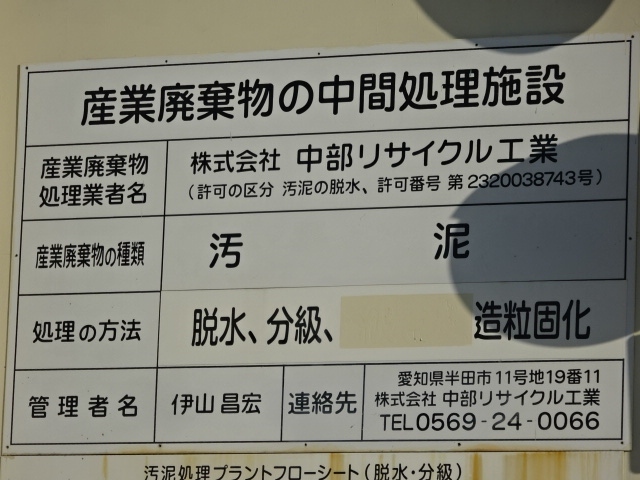 産業廃棄物の中間処理施設
産業廃棄物
処理業者名
株式会社 中部リサイクル工業
（許可の区分 汚泥の脱水、許可番号 第2320038743号）
産業廃棄物の種類
汚 泥
処理の方法
脱水、分級、 造粒固化
管理者名
伊山 昌宏
連絡先
愛知県半田市11号地19番11
株式会社 中部リサイクル工業
TEL0569-24-0066
汚泥処理プラントフローシート（脱水・分級）